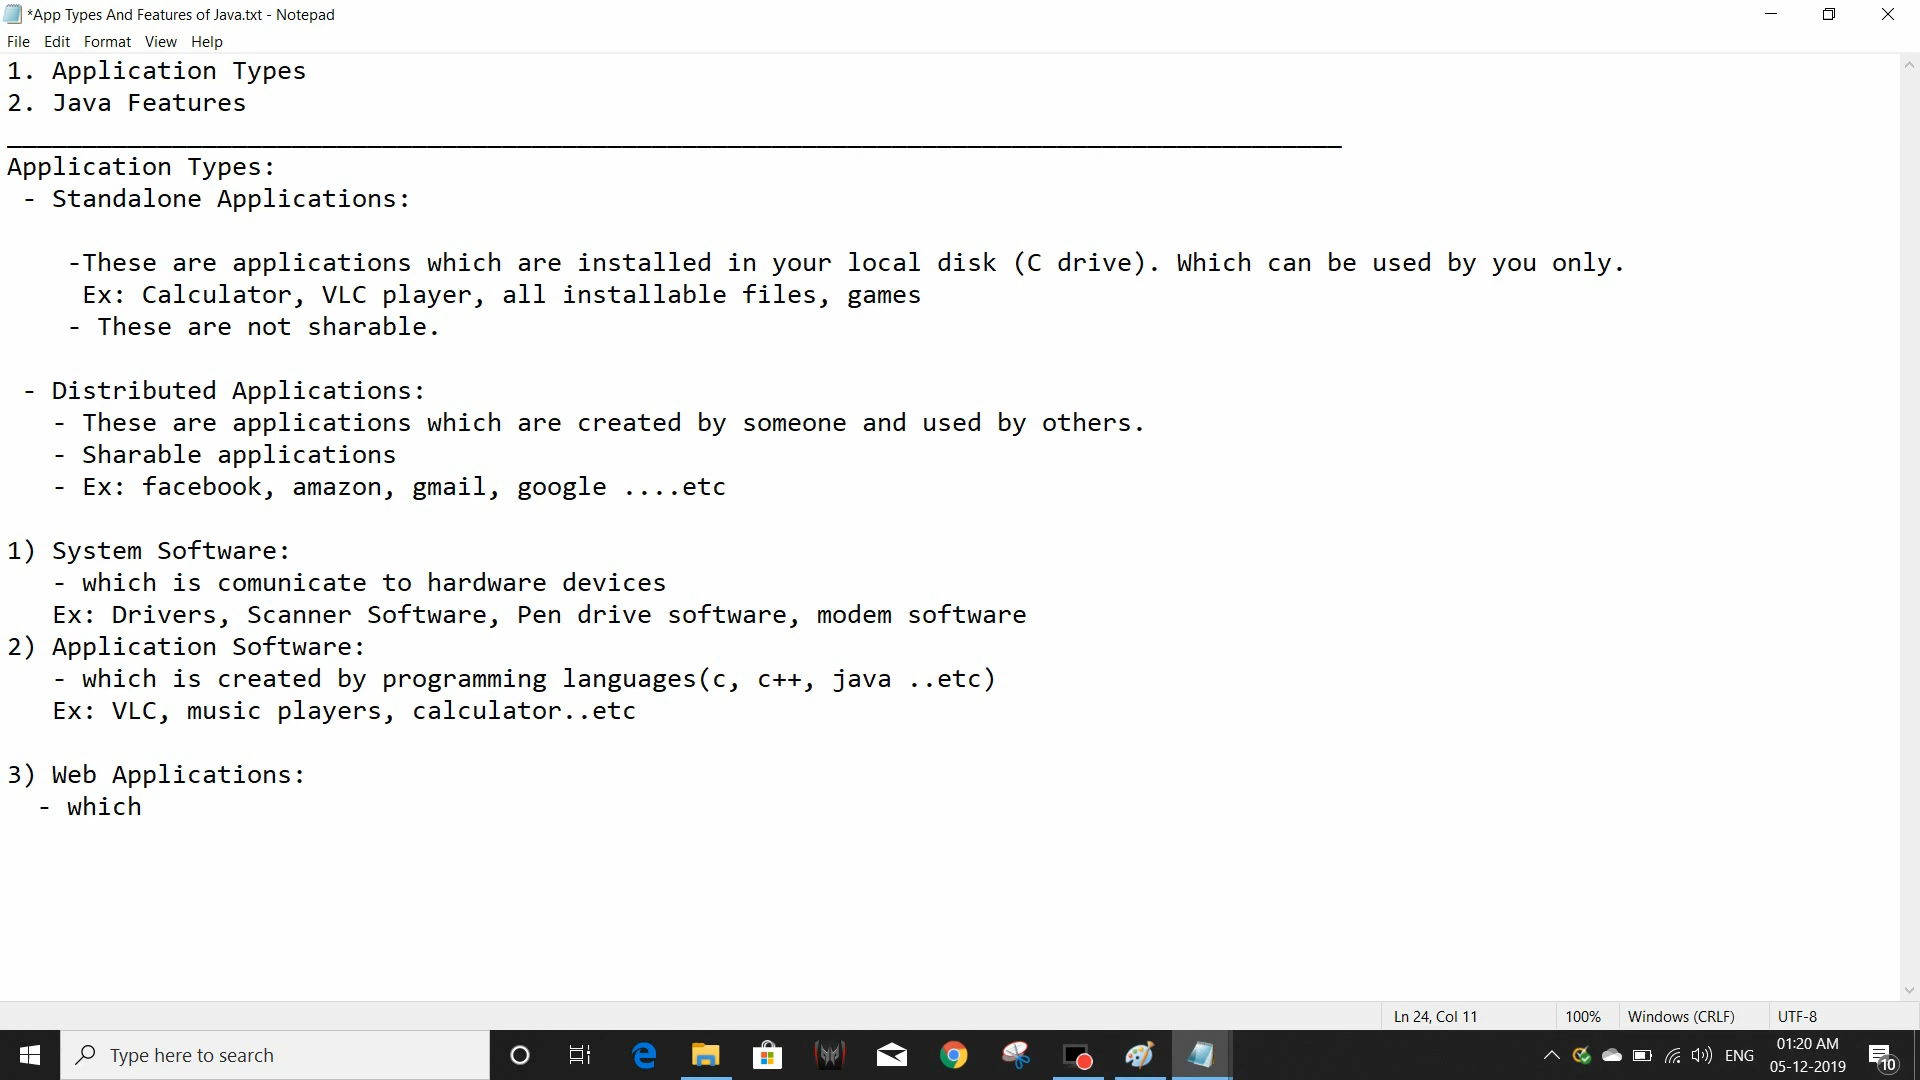 *App Types And Features of Java.txt - Notepad
File Edit Format View Help
1. Application Types
2. Java Features
_________________________________________________________________________________________
Application Types:
- Standalone Applications:
-These are applications which are installed in your local disk (C drive). Which can be used by you only.
Ex: Calculator, VLC player, all installable files, games
- These are not sharable.
- Distributed Applications:
- These are applications which are created by someone and used by others.
- Sharable applications
- Ex: facebook, amazon, gmail, google ....etc
1) System Software:
- which is comunicate to hardware devices
Ex: Drivers, Scanner Software, Pen drive software, modem software
2) Application Software:
- which is created by programming languages(c, c++, java ..etc)
Ex: VLC, music players, calculator..etc
3) Web Applications:
- which
Ln 24, Col 11 100% Windows (CRLF) UTF-8
Type here to search
ENG
01:20 AM
05-12-2019
10